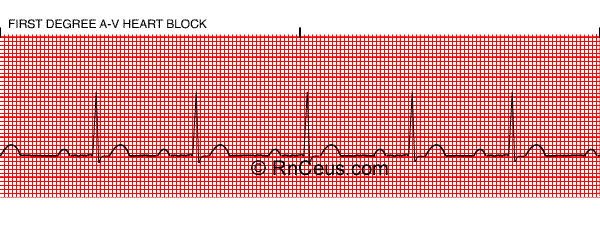 FIRST DEGREE A-V HEART BLOCK
© RnCeus.com